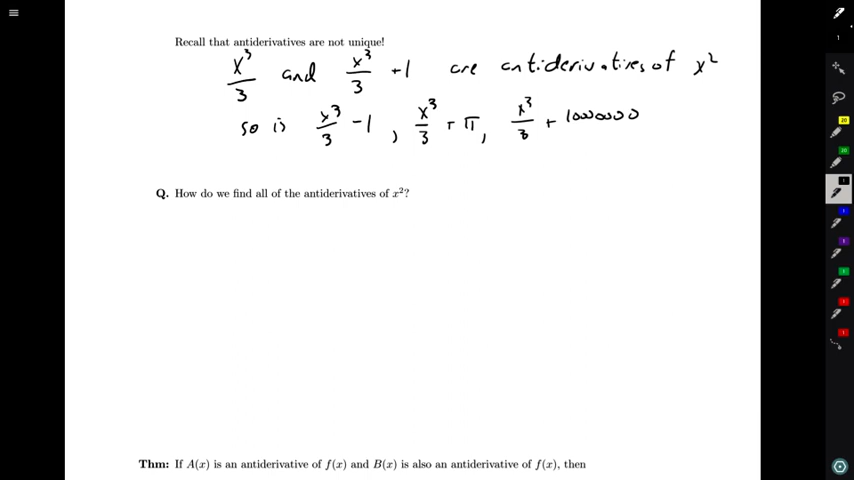 Recall that antiderivatives are not unique!
x³/3 and x³/3 + 1 are antiderivatives of x²
so is x³/3 - 1, x³/3 + π, x³/3 + 1000000
Q. How do we find all of the antiderivatives of x²?
Thm: If A(x) is an antiderivative of f(x) and B(x) is also an antiderivative of f(x), then